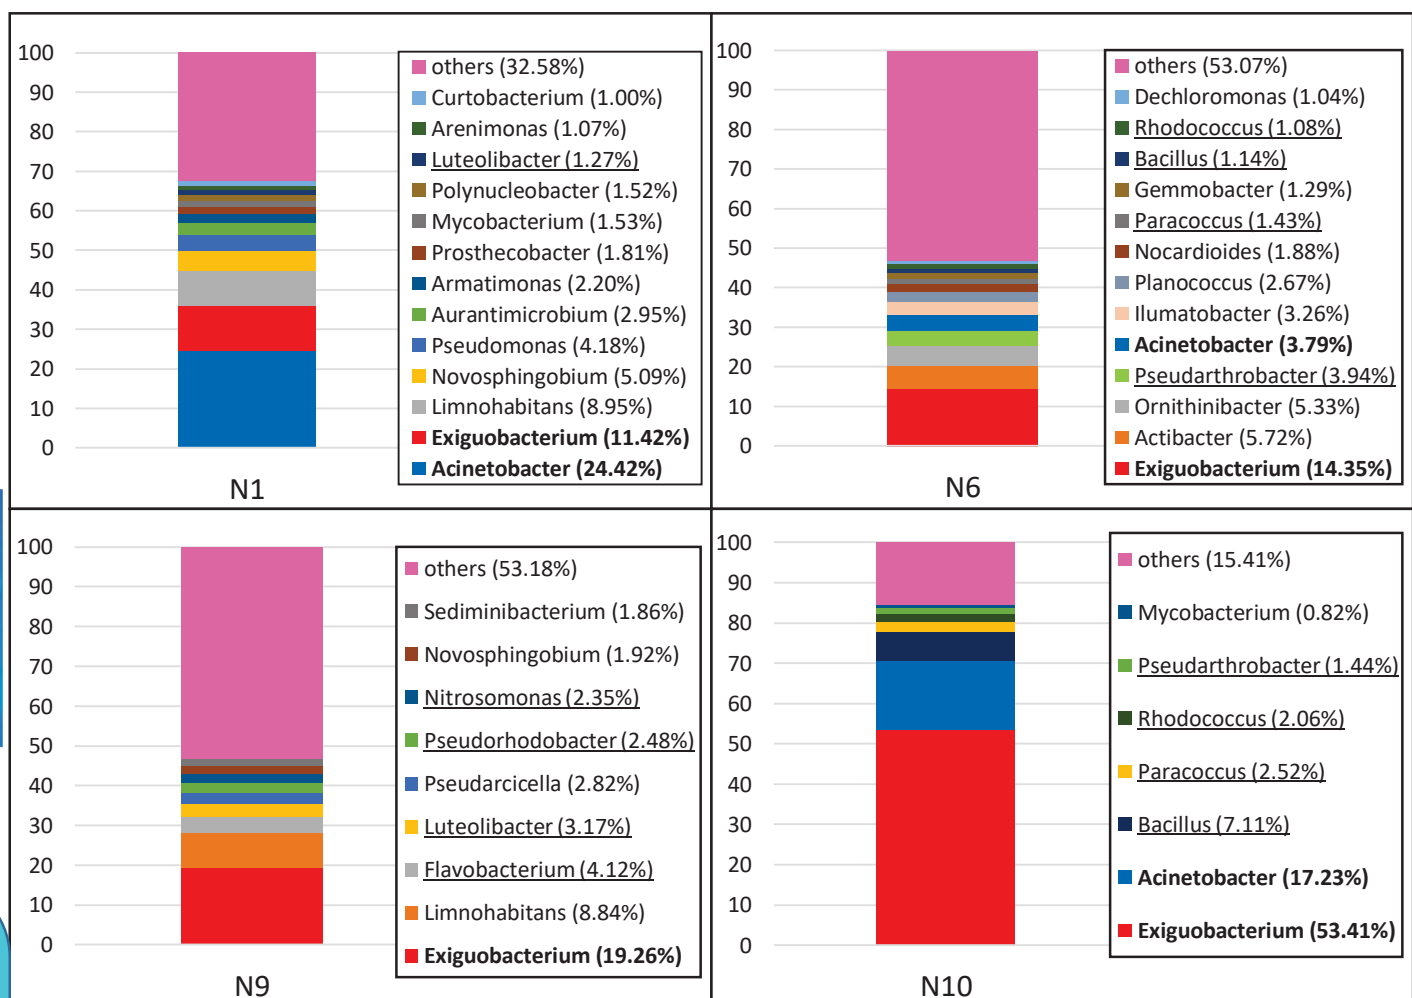 100
90
80
70
60
50
40
30
20
10
0
N1
others (32.58%)
Curtobacterium (1.00%)
Arenimonas (1.07%)
Luteolibacter (1.27%)
Polynucleobacter (1.52%)
Mycobacterium (1.53%)
Prosthecobacter (1.81%)
Armatimonas (2.20%)
Aurantimicrobium (2.95%)
Pseudomonas (4.18%)
Novosphingobium (5.09%)
Limnohabitans (8.95%)
Exiguobacterium (11.42%)
Acinetobacter (24.42%)
100
90
80
70
60
50
40
30
20
10
0
N6
others (53.07%)
Dechloromonas (1.04%)
Rhodococcus (1.08%)
Bacillus (1.14%)
Gemmobacter (1.29%)
Paracoccus (1.43%)
Nocardioides (1.88%)
Planococcus (2.67%)
Ilumatobacter (3.26%)
Acinetobacter (3.79%)
Pseudarthrobacter (3.94%)
Ornithinibacter (5.33%)
Actibacter (5.72%)
Exiguobacterium (14.35%)
100
90
80
70
60
50
40
30
20
10
0
N9
others (53.18%)
Sediminibacterium (1.86%)
Novosphingobium (1.92%)
Nitrosomonas (2.35%)
Pseudorhodobacter (2.48%)
Pseudarcicella (2.82%)
Luteolibacter (3.17%)
Flavobacterium (4.12%)
Limnohabitans (8.84%)
Exiguobacterium (19.26%)
100
90
80
70
60
50
40
30
20
10
0
N10
others (15.41%)
Mycobacterium (0.82%)
Pseudarthrobacter (1.44%)
Rhodococcus (2.06%)
Paracoccus (2.52%)
Bacillus (7.11%)
Acinetobacter (17.23%)
Exiguobacterium (53.41%)